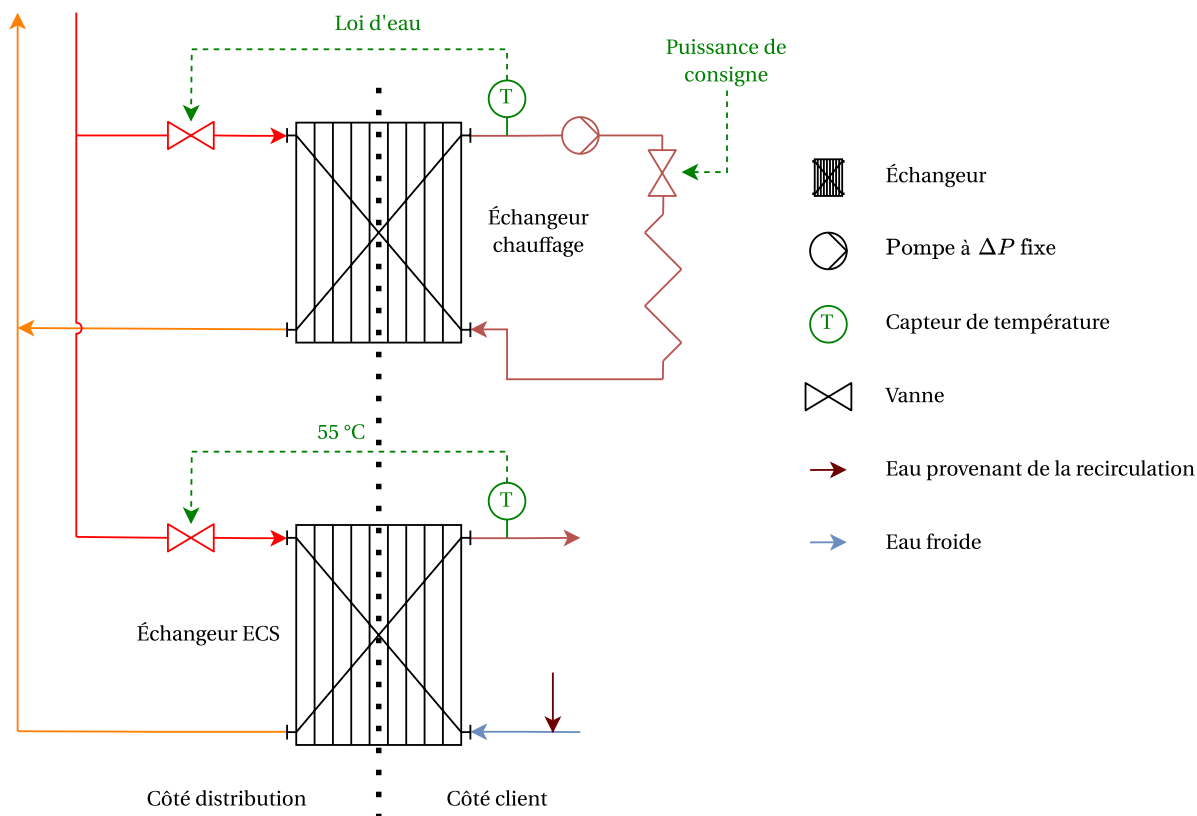 Loi d'eau
Puissance de
consigne
T
Échangeur
chauffage
55 °C
T
Échangeur ECS
Côté distribution
Côté client
Échangeur
Pompe à ΔP fixe
T
Capteur de température
Vanne
Eau provenant de la recirculation
Eau froide